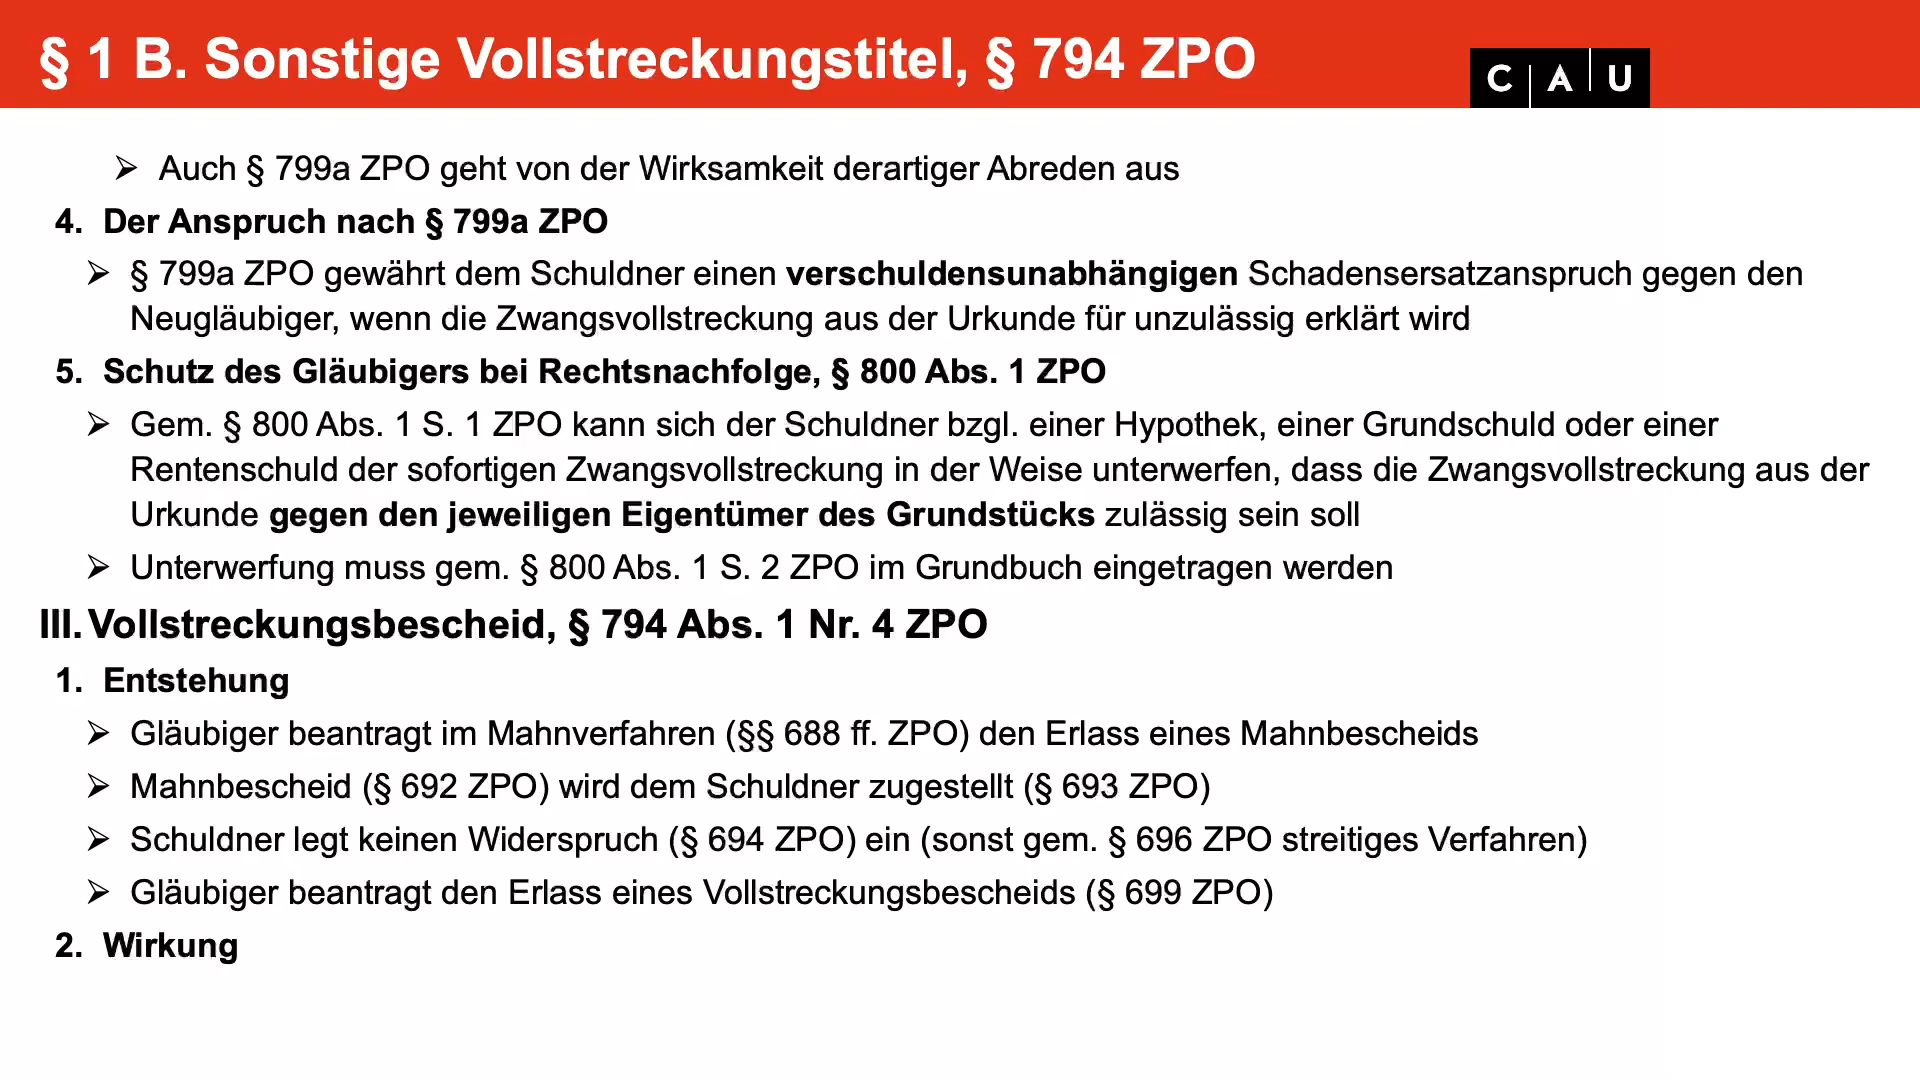 § 1 B. Sonstige Vollstreckungstitel, § 794 ZPO
C A U
➢ Auch § 799a ZPO geht von der Wirksamkeit derartiger Abreden aus
4. Der Anspruch nach § 799a ZPO
➢ § 799a ZPO gewährt dem Schuldner einen verschuldensunabhängigen Schadensersatzanspruch gegen den
Neugläubiger, wenn die Zwangsvollstreckung aus der Urkunde für unzulässig erklärt wird
5. Schutz des Gläubigers bei Rechtsnachfolge, § 800 Abs. 1 ZPO
➢ Gem. § 800 Abs. 1 S. 1 ZPO kann sich der Schuldner bzgl. einer Hypothek, einer Grundschuld oder einer
Rentenschuld der sofortigen Zwangsvollstreckung in der Weise unterwerfen, dass die Zwangsvollstreckung aus der
Urkunde gegen den jeweiligen Eigentümer des Grundstücks zulässig sein soll
➢ Unterwerfung muss gem. § 800 Abs. 1 S. 2 ZPO im Grundbuch eingetragen werden
III. Vollstreckungsbescheid, § 794 Abs. 1 Nr. 4 ZPO
1. Entstehung
➢ Gläubiger beantragt im Mahnverfahren (§§ 688 ff. ZPO) den Erlass eines Mahnbescheids
➢ Mahnbescheid (§ 692 ZPO) wird dem Schuldner zugestellt (§ 693 ZPO)
➢ Schuldner legt keinen Widerspruch (§ 694 ZPO) ein (sonst gem. § 696 ZPO streitiges Verfahren)
➢ Gläubiger beantragt den Erlass eines Vollstreckungsbescheids (§ 699 ZPO)
2. Wirkung